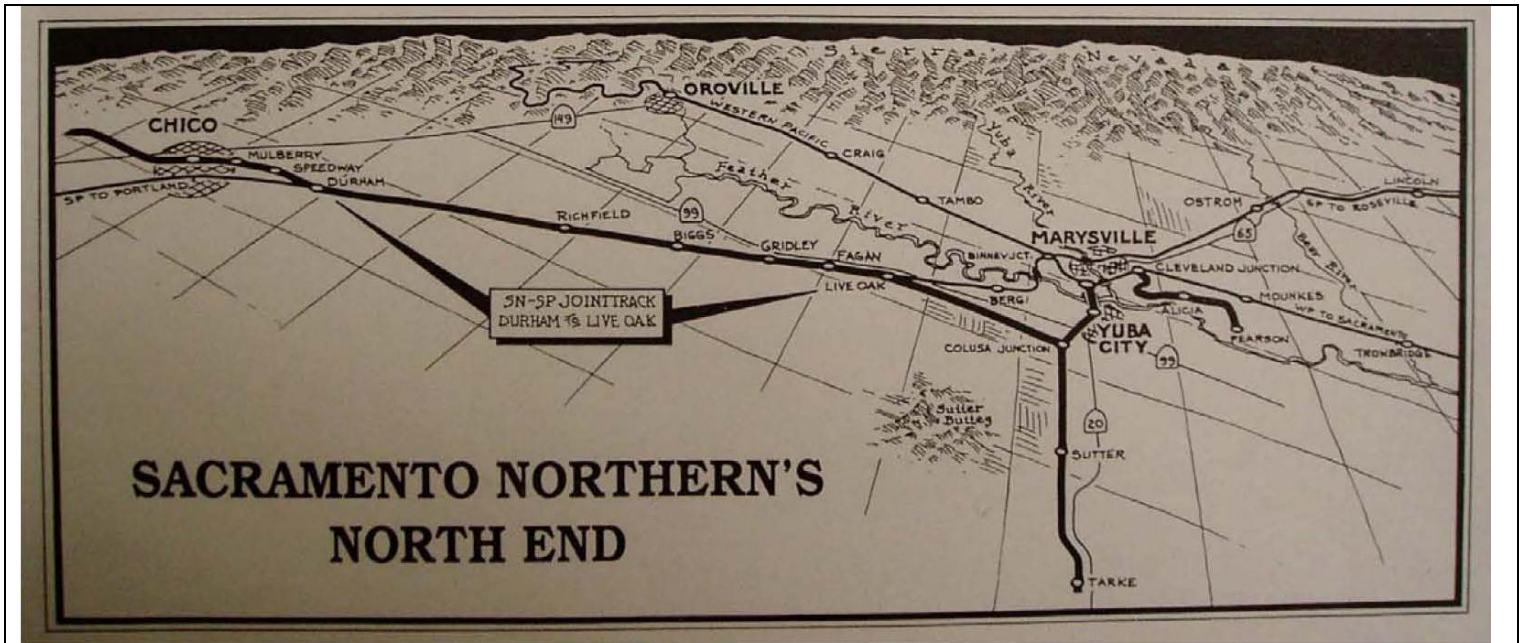 Sierra Nevada
OROVILLE
CHICO
149
WESTERN PACIFIC
CRAIG
MULBERRY
SPEEDWAY
DURHAM
SP TO PORTLAND
Feather River
Yuba River
TAMBO
LINCOLN
OSTROM
SP TO ROSEVILLE
99
65
RICHFIELD
BIGGS
GRIDLEY
FAGAN
LIVE OAK
BINNEY JCT.
MARYSVILLE
CLEVELAND JUNCTION
Bear River
BERG
MOUNKES
WP TO SACRAMENTO
ALICIA
PEARSON
TROWBRIDGE
SN-SP JOINT TRACK
DURHAM TO LIVE OAK
YUBA
CITY
COLUSA JUNCTION
99
Sutter
Buttes
20
SUTTER
TARKE
SACRAMENTO NORTHERN'S
NORTH END